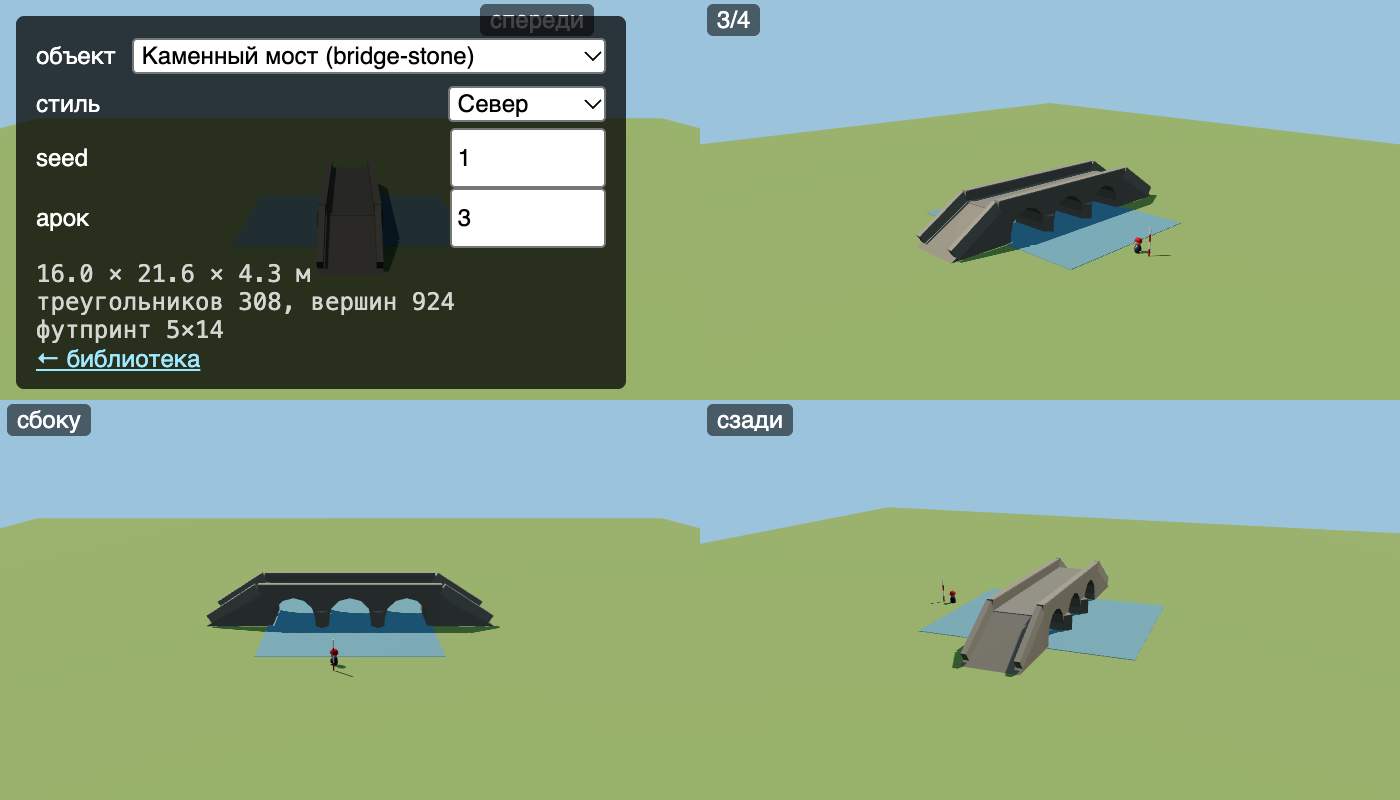 спереди
объект Каменный мост (bridge-stone)
стиль Север
seed 1
арок 3
16.0 × 21.6 × 4.3 м
треугольников 308, вершин 924
футпринт 5×14
← библиотека
3/4
сбоку
сзади